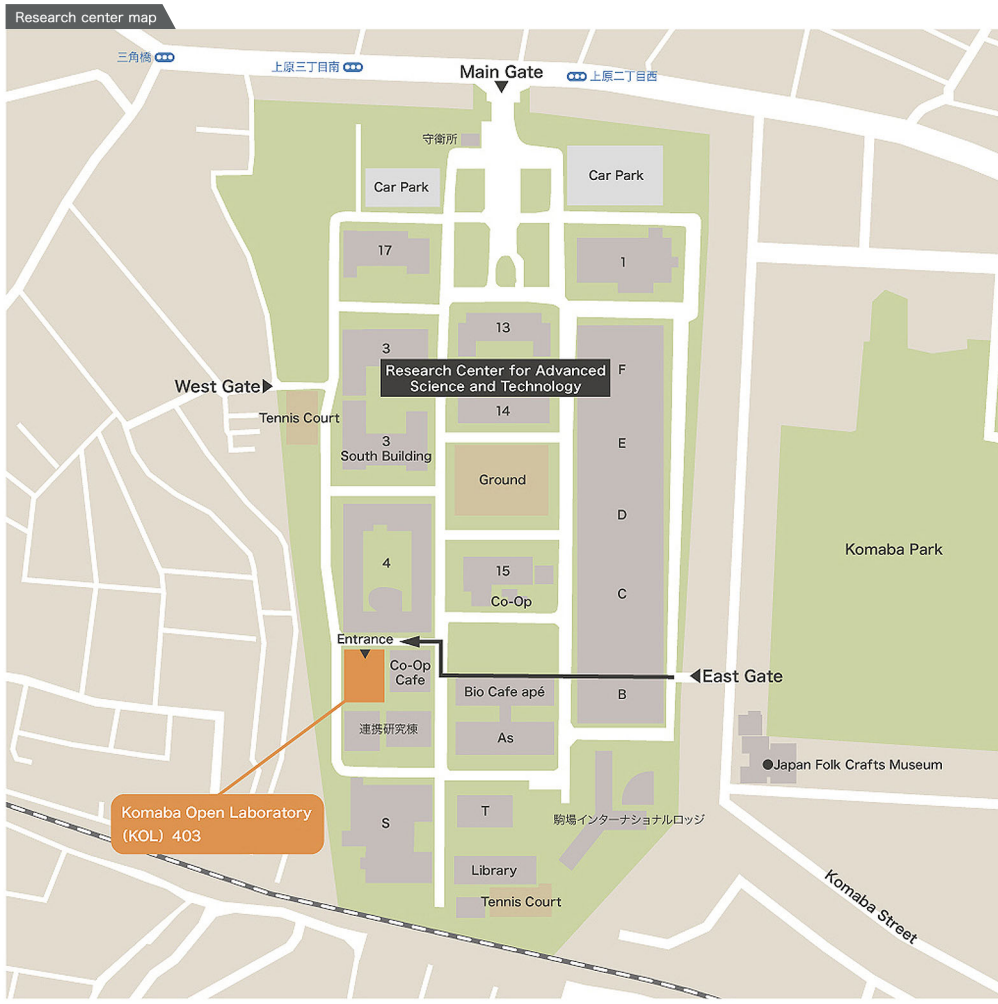 Research center map
三角橋
上原三丁目南
Main Gate
上原二丁目西
守衛所
Car Park
Car Park
17
1
13
3
Research Center for Advanced
Science and Technology
F
West Gate
14
Tennis Court
3
South Building
E
Ground
D
Komaba Park
4
15
C
Co-Op
Entrance
Co-Op
Cafe
East Gate
Bio Cafe apé
B
連携研究棟
As
Japan Folk Crafts Museum
Komaba Open Laboratory
(KOL) 403
S
T
駒場インターナショナルロッジ
Library
Tennis Court
Komaba Street